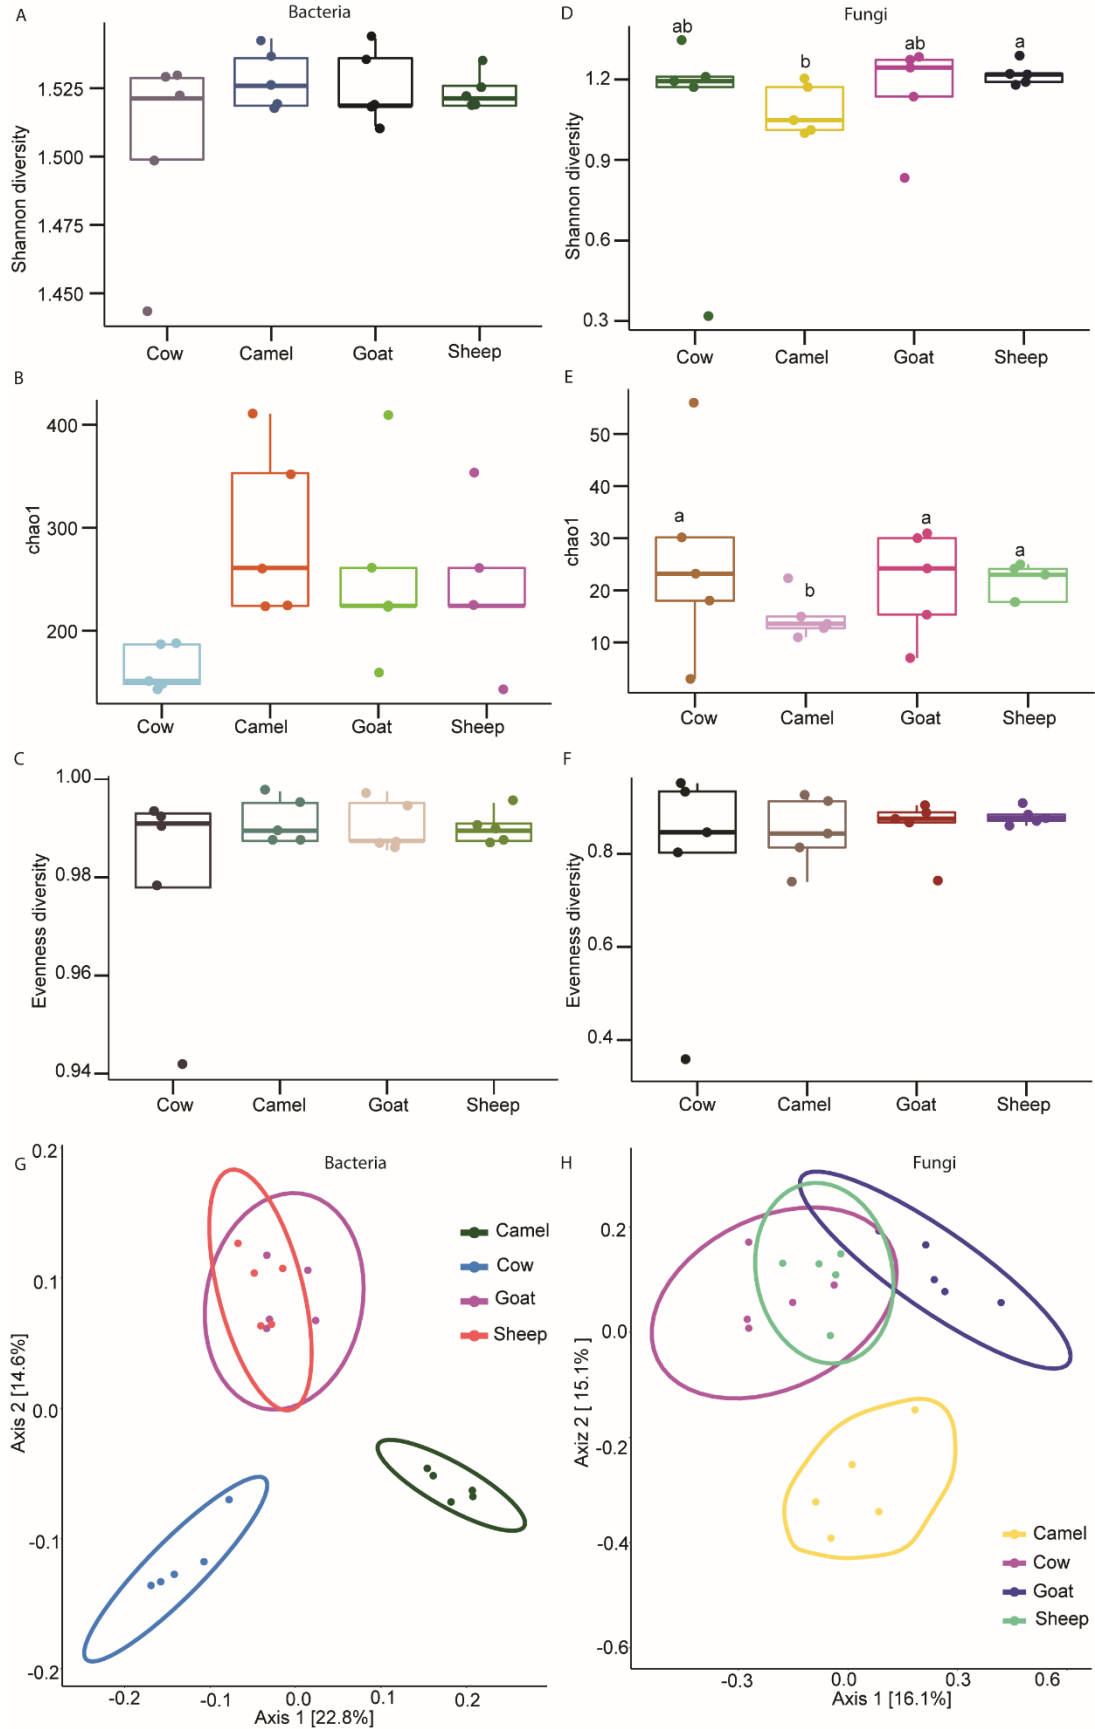 A
Bacteria
Shannon diversity
1.525
1.500
1.475
1.450
Cow Camel Goat Sheep
D
Fungi
Shannon diversity
1.2
0.9
0.6
0.3
ab
b
ab
a
Cow Camel Goat Sheep
B
chao1
400
300
200
Cow Camel Goat Sheep
E
chao1
50
40
30
20
10
a
b
a
a
Cow Camel Goat Sheep
C
Evenness diversity
1.00
0.98
0.96
0.94
Cow Camel Goat Sheep
F
Evenness diversity
0.8
0.6
0.4
Cow Camel Goat Sheep
G
Bacteria
Axis 2 [14.6%]
0.2
0.1
0.0
-0.1
-0.2
Camel
Cow
Goat
Sheep
-0.2 -0.1 0.0 0.1 0.2
Axis 1 [22.8%]
H
Fungi
Axiz 2 [ 15.1% ]
0.2
0.0
-0.2
-0.4
-0.6
Camel
Cow
Goat
Sheep
-0.3 0.0 0.3 0.6
Axis 1 [16.1%]